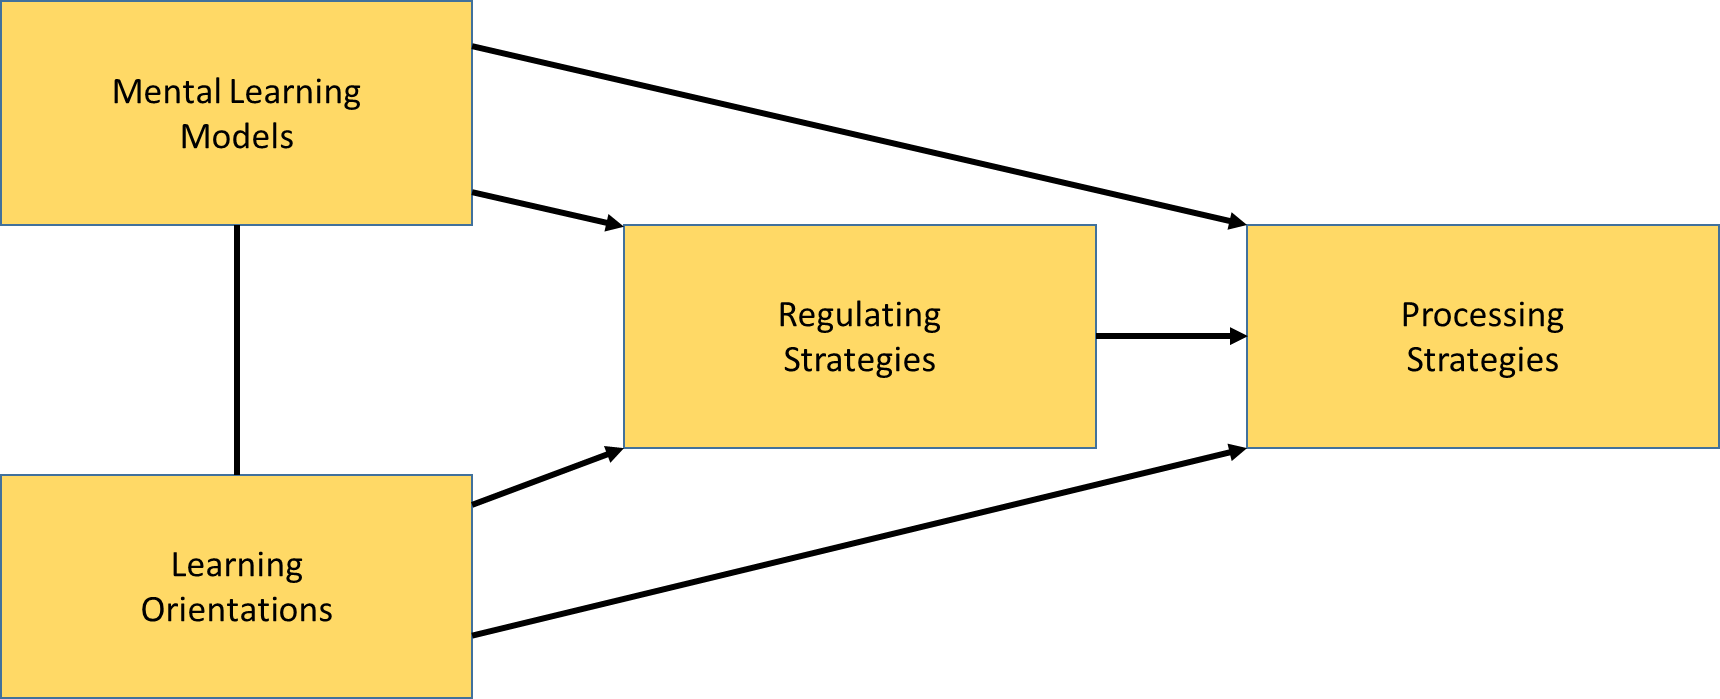 Mental Learning
Models
Regulating
Strategies
Processing
Strategies
Learning
Orientations